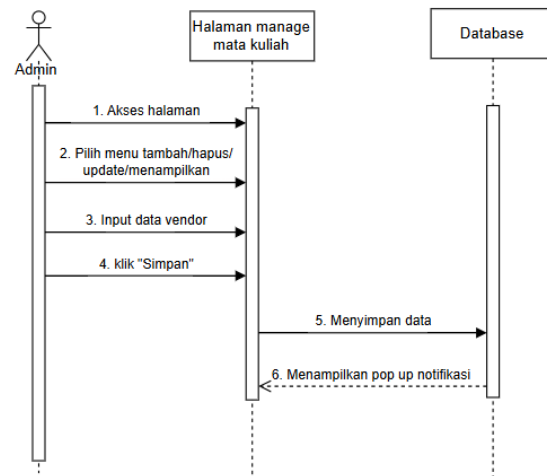 Halaman manage
mata kuliah
Database
Admin
1. Akses halaman
2. Pilih menu tambah/hapus/
update/menampilkan
3. Input data vendor
4. klik "Simpan"
5. Menyimpan data
6. Menampilkan pop up notifikasi